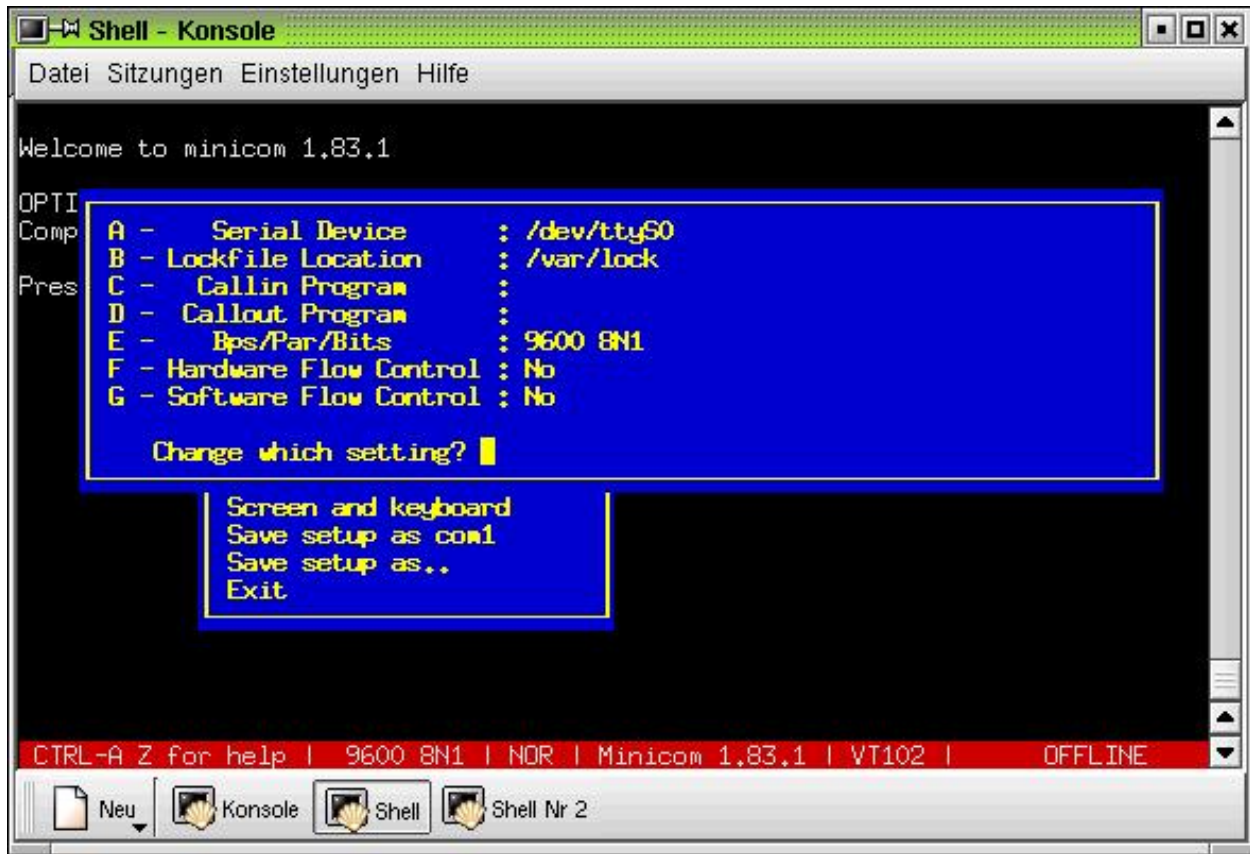 Shell - Konsole
Datei Sitzungen Einstellungen Hilfe
Welcome to minicom 1.83.1
OPTI
Comp
Pres
A - Serial Device : /dev/ttyS0
B - Lockfile Location : /var/lock
C - Callin Program :
D - Callout Program :
E - Bps/Par/Bits : 9600 8N1
F - Hardware Flow Control : No
G - Software Flow Control : No
Change which setting?
Screen and keyboard
Save setup as com1
Save setup as..
Exit
CTRL-A Z for help | 9600 8N1 | NOR | Minicom 1.83.1 | VT102 | OFFLINE
Neu Konsole Shell Shell Nr 2